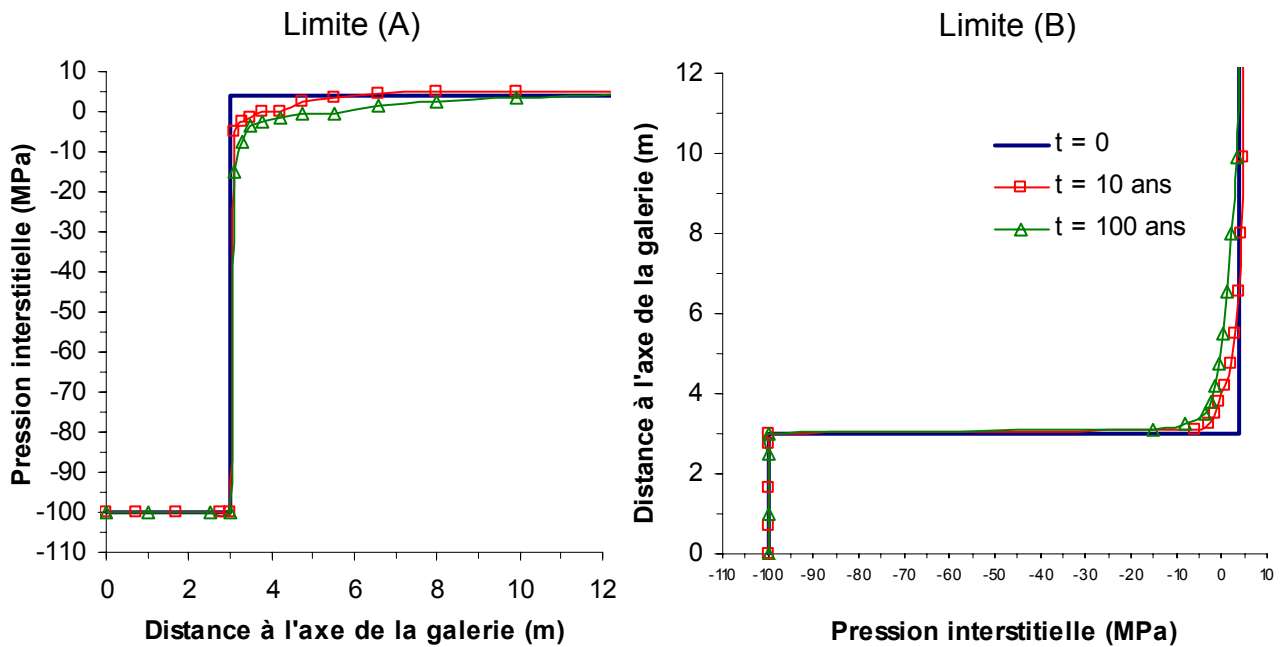 Limite (A)
Pression interstitielle (MPa)
10
0
-10
-20
-30
-40
-50
-60
-70
-80
-90
-100
-110
0 2 4 6 8 10 12
Distance à l'axe de la galerie (m)
Limite (B)
Distance à l'axe de la galerie (m)
12
10
8
6
4
2
0
t = 0
t = 10 ans
t = 100 ans
-110 -100 -90 -80 -70 -60 -50 -40 -30 -20 -10 0 10
Pression interstitielle (MPa)